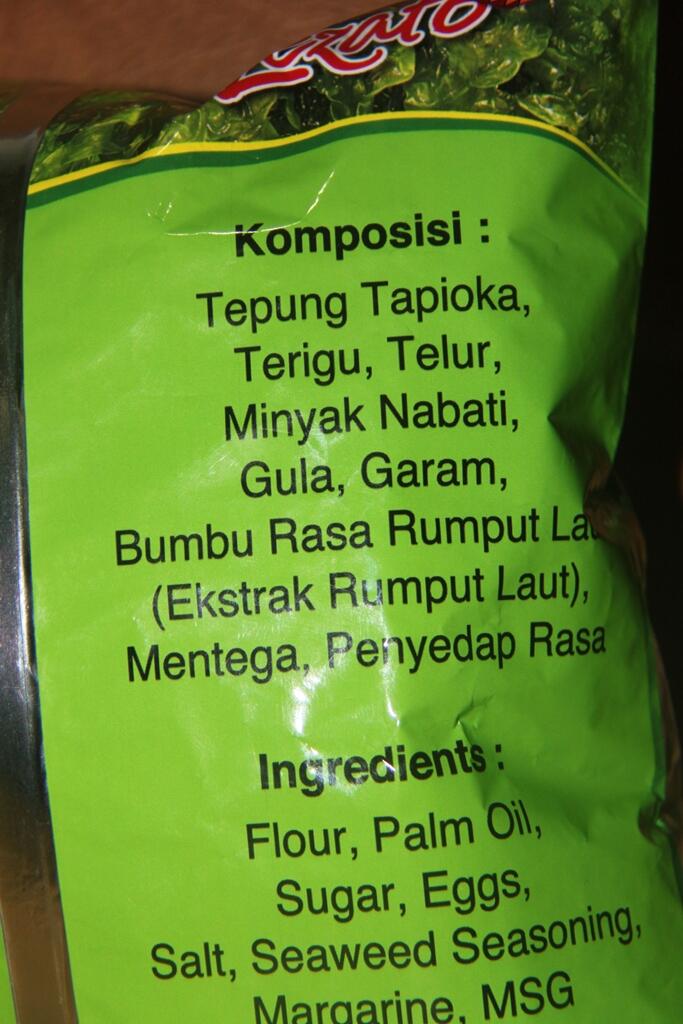 Komposisi :
Tepung Tapioka,
Terigu, Telur,
Minyak Nabati,
Gula, Garam,
Bumbu Rasa Rumput
(Ekstrak Rumput Laut),
Mentega, Penyedap Rasa
Ingredients :
Flour, Palm Oil,
Sugar, Eggs,
Salt, Seaweed Seasoning,
Margarine, MSG